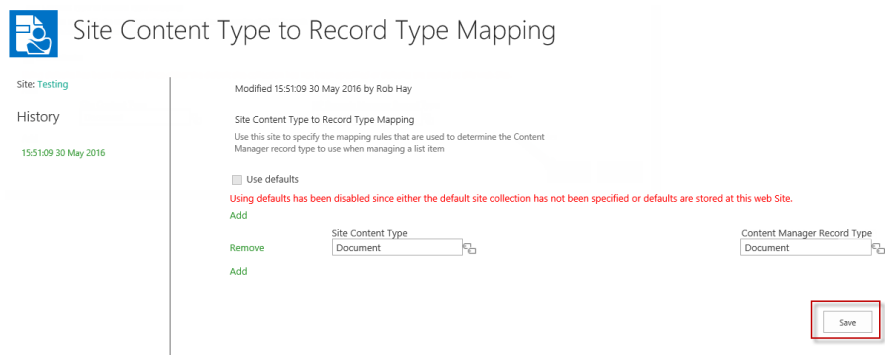 Site Content Type to Record Type Mapping
Site: Testing
History
15:51:09 30 May 2016
Modified 15:51:09 30 May 2016 by Rob Hay
Site Content Type to Record Type Mapping
Use this site to specify the mapping rules that are used to determine the Content
Manager record type to use when managing a list item
Use defaults
Using defaults has been disabled since either the default site collection has not been specified or defaults are stored at this web Site.
Add
Site Content Type Content Manager Record Type
Remove Document Document
Add
Save